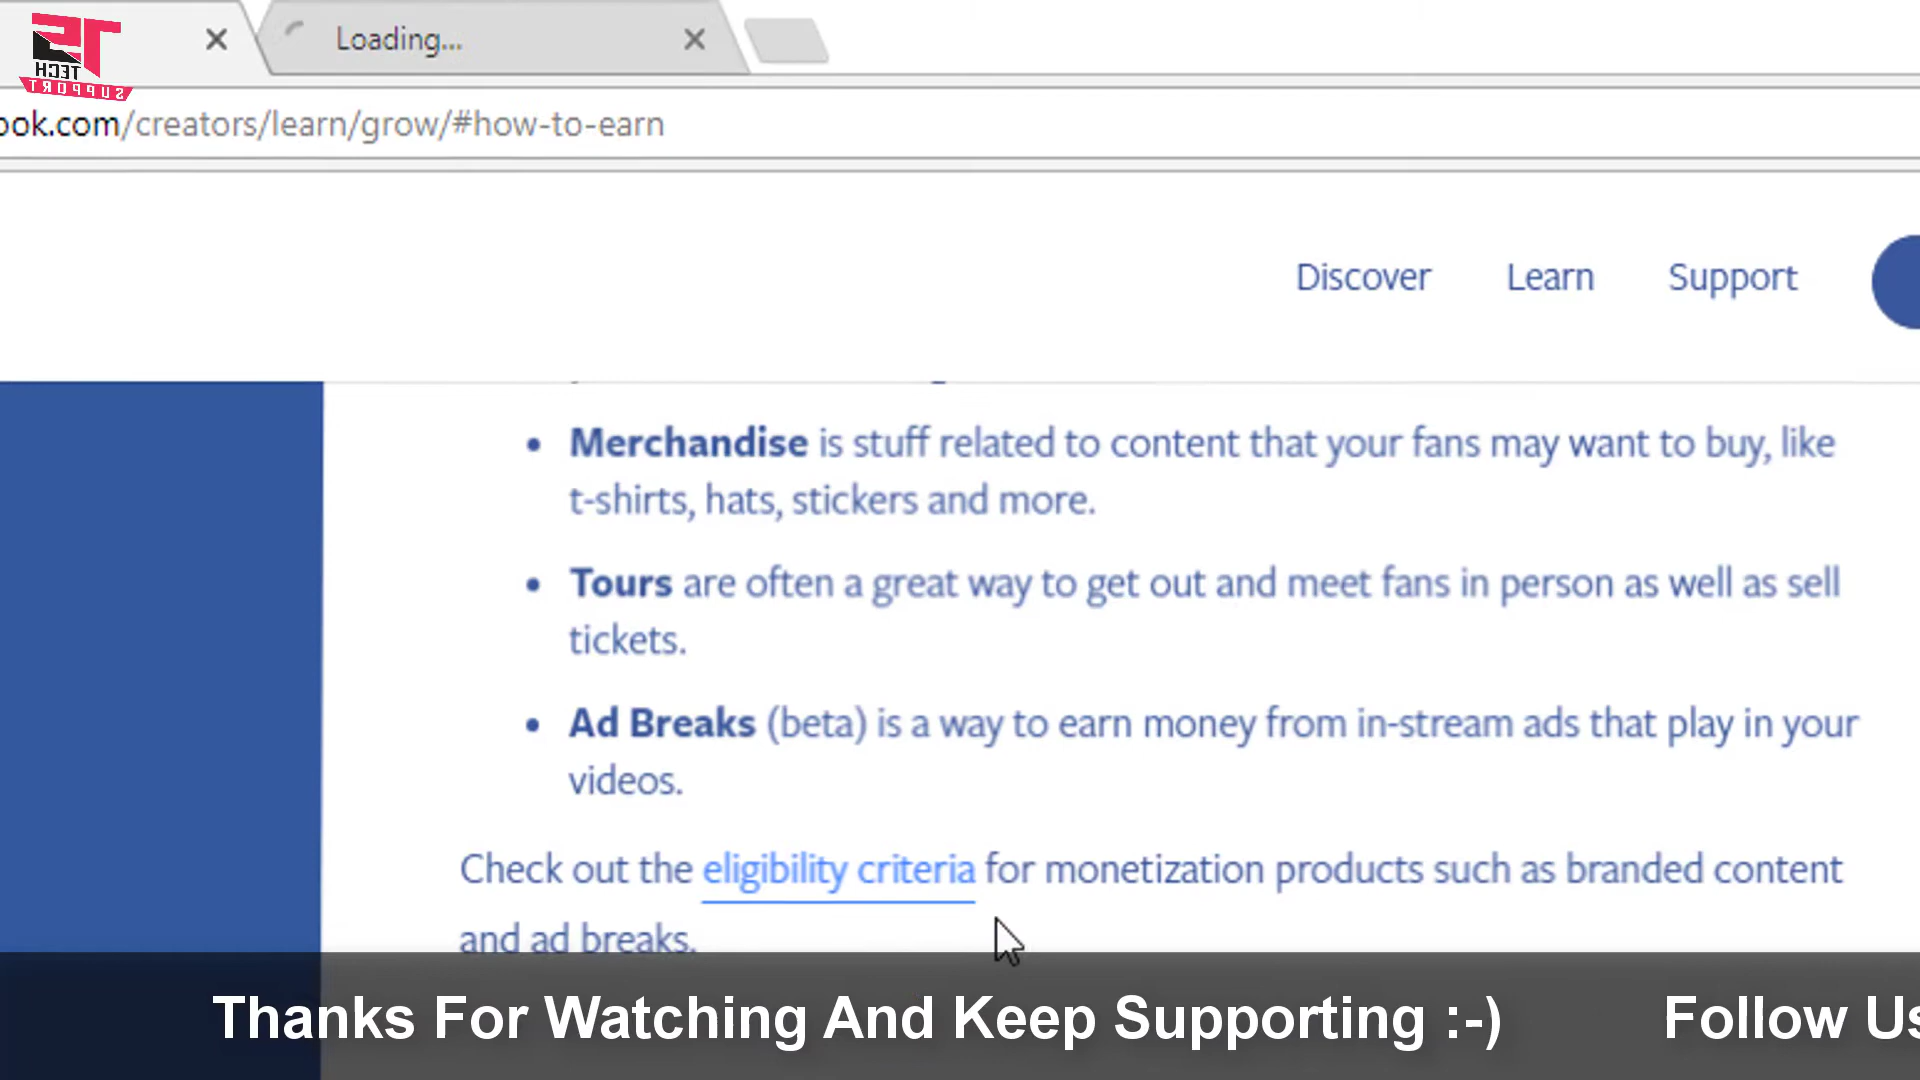 TS
TECH
SUPPORT
Loading...
ook.com/creators/learn/grow/#how-to-earn
Discover Learn Support
Merchandise is stuff related to content that your fans may want to buy, like
t-shirts, hats, stickers and more.
Tours are often a great way to get out and meet fans in person as well as sell
tickets.
Ad Breaks (beta) is a way to earn money from in-stream ads that play in your
videos.
Check out the eligibility criteria for monetization products such as branded content
and ad breaks.
Thanks For Watching And Keep Supporting :-) Follow Us